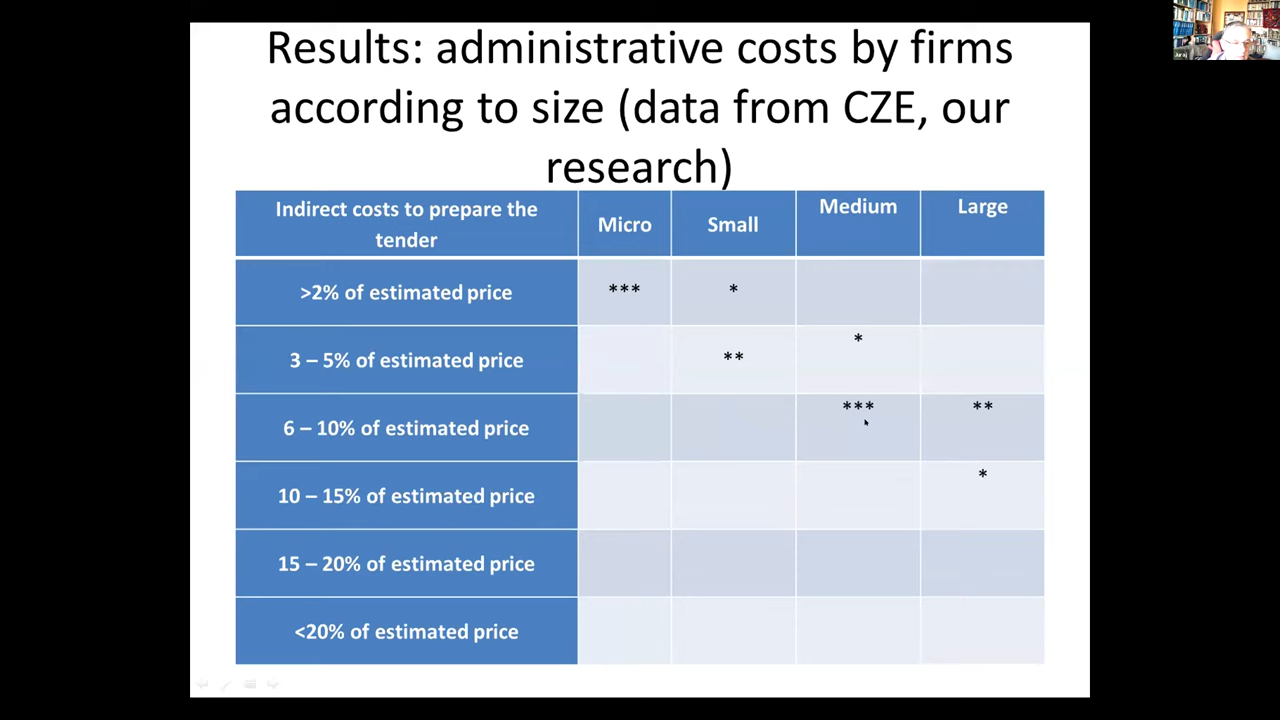 Results: administrative costs by firms
according to size (data from CZE, our
research)
Indirect costs to prepare the
tender
Micro
Small
Medium
Large
>2% of estimated price
***
*
3 – 5% of estimated price
**
*
6 – 10% of estimated price
***
**
10 – 15% of estimated price
*
15 – 20% of estimated price
<20% of estimated price